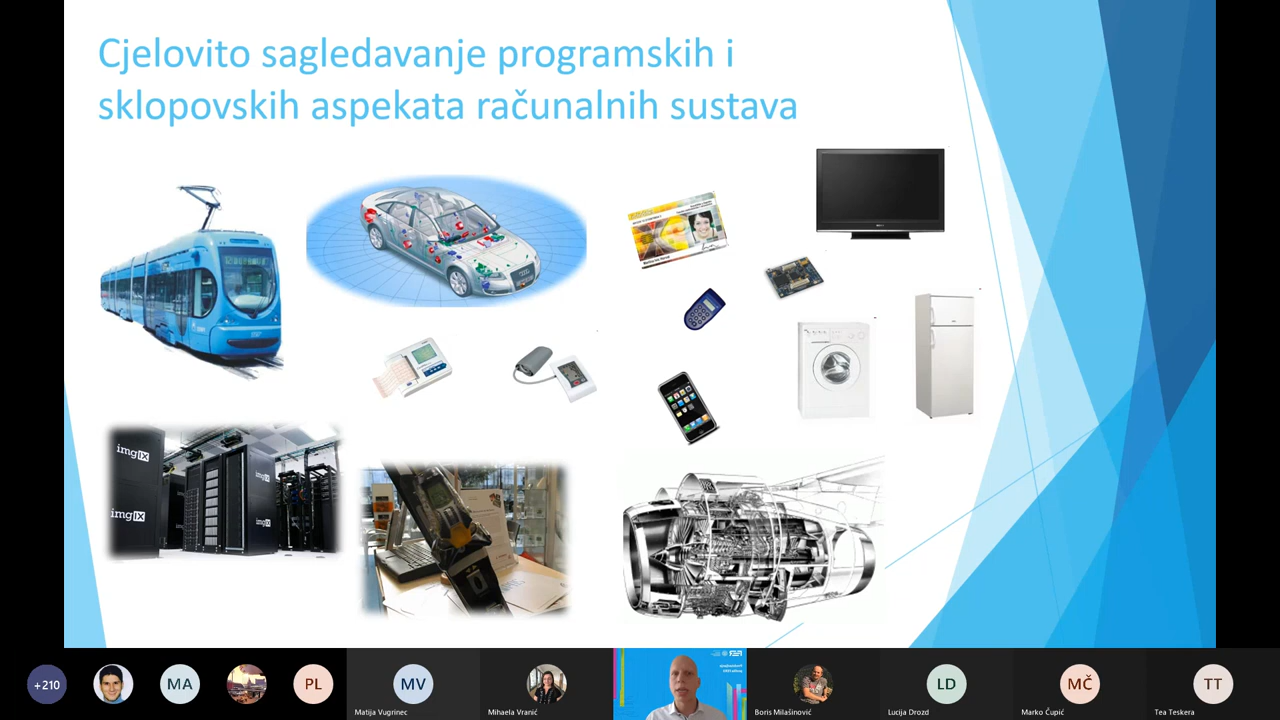 Cjelovito sagledavanje programskih i
sklopovskih aspekata računalnih sustava
imgIX
imgIX
imgIX
imgIX
+210
MA
PL
MV
Matija Vugrinec
Mihaela Vranić
Boris Milašinović
LD
Lucija Drozd
MČ
Marko Čupić
TT
Tea Teskera